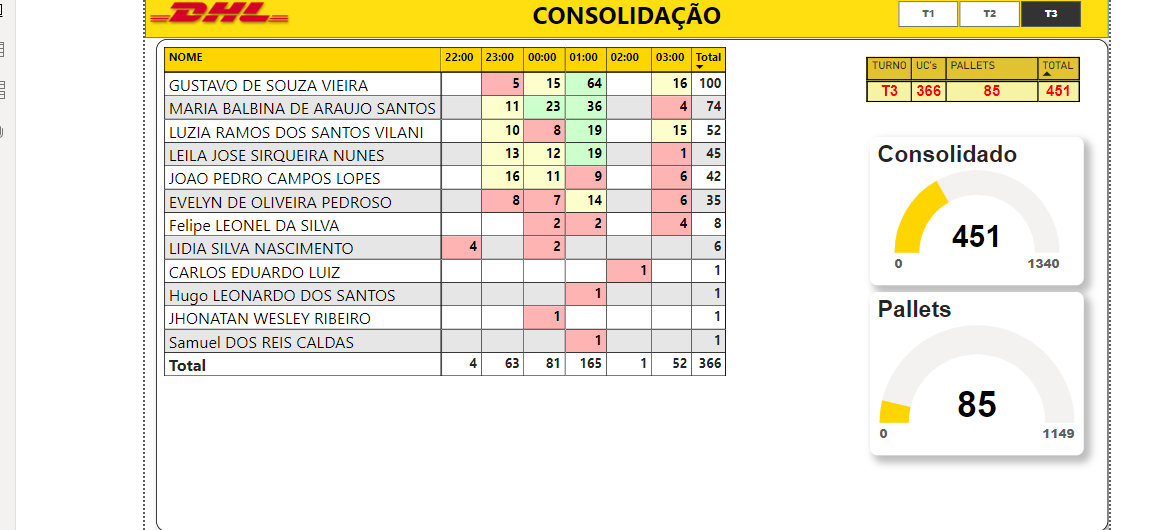 DHL
CONSOLIDAÇÃO
T1 T2 T3
NOME 22:00 23:00 00:00 01:00 02:00 03:00 Total
GUSTAVO DE SOUZA VIEIRA 5 15 64 16 100
MARIA BALBINA DE ARAUJO SANTOS 11 23 36 4 74
LUZIA RAMOS DOS SANTOS VILANI 10 8 19 15 52
LEILA JOSE SIRQUEIRA NUNES 13 12 19 1 45
JOAO PEDRO CAMPOS LOPES 16 11 9 6 42
EVELYN DE OLIVEIRA PEDROSO 8 7 14 6 35
Felipe LEONEL DA SILVA 2 2 4 8
LIDIA SILVA NASCIMENTO 4 2 6
CARLOS EDUARDO LUIZ 1 1
Hugo LEONARDO DOS SANTOS 1 1
JHONATAN WESLEY RIBEIRO 1 1
Samuel DOS REIS CALDAS 1 1
Total 4 63 81 165 1 52 366
TURNO UC's PALLETS TOTAL
T3 366 85 451
Consolidado
451
0 1340
Pallets
85
0 1149